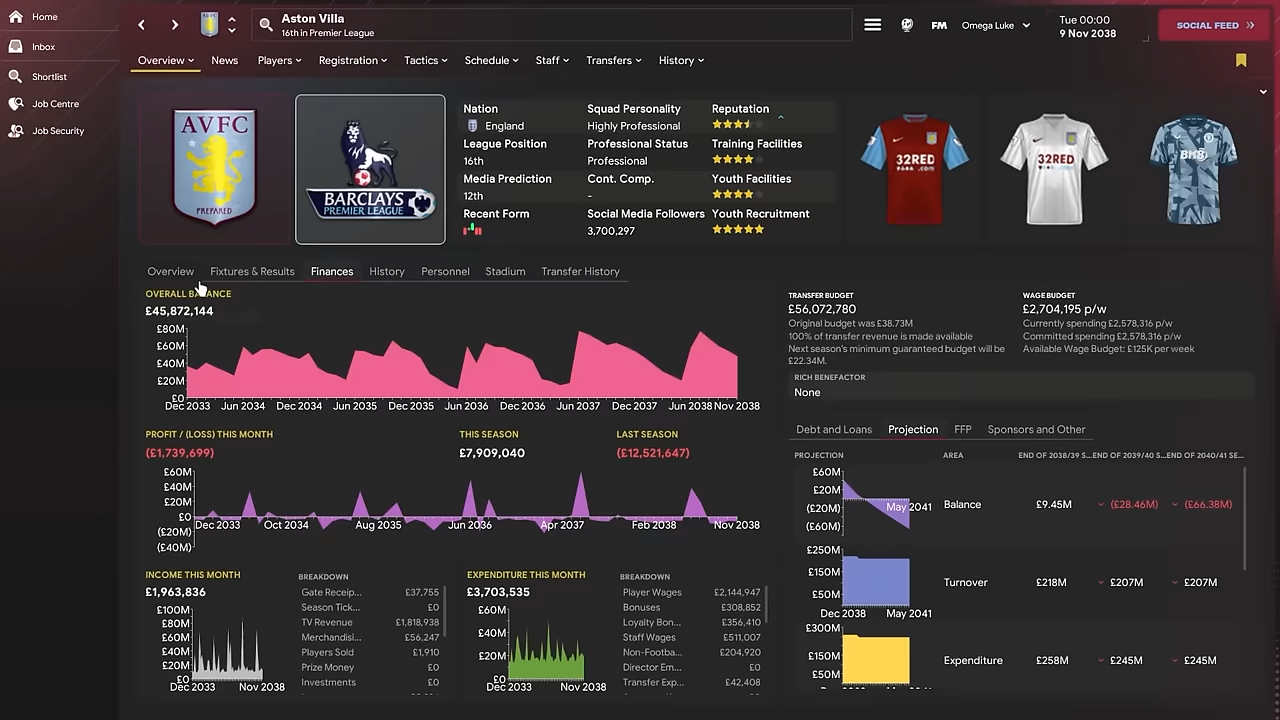 Home
Inbox
Shortlist
Job Centre
Job Security
Aston Villa
16th in Premier League
FM
Omega Luke
Tue 00:00
9 Nov 2038
SOCIAL FEED
Overview
News
Players
Registration
Tactics
Schedule
Staff
Transfers
History
AVFC
PREPARED
BARCLAYS
PREMIER LEAGUE
Nation
England
League Position
16th
Media Prediction
12th
Recent Form
Squad Personality
Highly Professional
Professional Status
Professional
Cont. Comp.
-
Social Media Followers
3,700,297
Reputation
Training Facilities
Youth Facilities
Youth Recruitment
32RED
.com
32RED
.com
BK8
Overview Fixtures & Results Finances History Personnel Stadium Transfer History
OVERALL BALANCE
£45,872,144
£80M
£60M
£40M
£20M
£0
Dec 2033 Jun 2034 Dec 2034 Jun 2035 Dec 2035 Jun 2036 Dec 2036 Jun 2037 Dec 2037 Jun 2038 Nov 2038
PROFIT / (LOSS) THIS MONTH
(£1,739,699)
THIS SEASON
£7,909,040
LAST SEASON
(£12,521,647)
£60M
£40M
£20M
£0
(£20M)
(£40M)
Dec 2033 Oct 2034 Aug 2035 Jun 2036 Apr 2037 Feb 2038 Nov 2038
INCOME THIS MONTH
£1,963,836
£100M
£80M
£60M
£40M
£20M
£0
Dec 2033 Nov 2038
BREAKDOWN
Gate Receip... £37,755
Season Tick... £0
TV Revenue £1,818,938
Merchandisi... £56,247
Players Sold £1,910
Prize Money £0
Investments £0
EXPENDITURE THIS MONTH
£3,703,535
£60M
£40M
£20M
£0
Dec 2033 Nov 2038
BREAKDOWN
Player Wages £2,144,947
Bonuses £308,852
Loyalty Bon... £356,410
Staff Wages £511,007
Non-Footba... £204,920
Director Em... £0
Transfer Exp... £42,408
TRANSFER BUDGET
£56,072,780
Original budget was £38.73M
100% of transfer revenue is made available
Next season's minimum guaranteed budget will be
£22.34M.
WAGE BUDGET
£2,704,195 p/w
Currently spending £2,578,316 p/w
Committed spending £2,578,316 p/w
Available Wage Budget: £125K per week
RICH BENEFACTOR
None
Debt and Loans Projection FFP Sponsors and Other
PROJECTION AREA END OF 2038/39 S... END OF 2039/40 S... END OF 2040/41 SE...
£60M
£20M
(£20M)
(£60M)
May 2041
Balance £9.45M (£28.46M) (£66.38M)
£250M
£150M
£50M
Dec 2038 May 2041
Turnover £218M £207M £207M
£300M
£150M
£50M
Expenditure £258M £245M £245M